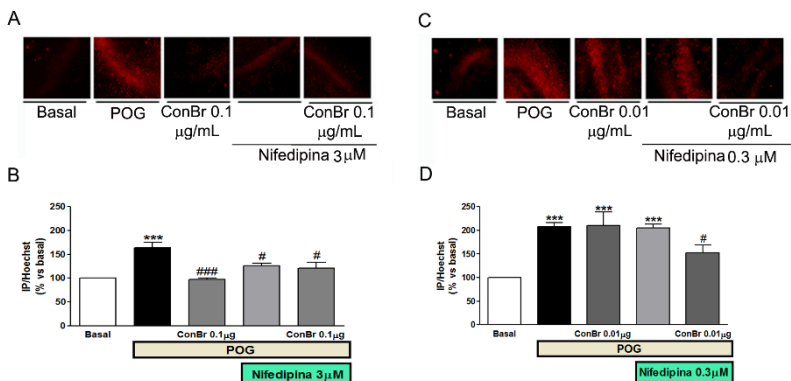 A
Basal
POG
ConBr 0.1
μg/mL
ConBr 0.1
μg/mL
Nifedipina 3μM
B
IP/Hoechst
(% vs basal)
250
200
150
100
50
0
***
###
#
#
Basal
ConBr 0.1μg
ConBr 0.1μg
POG
Nifedipina 3μM
C
Basal
POG
ConBr 0.01
μg/mL
ConBr 0.01
μg/mL
Nifedipina 0.3 μM
D
IP/Hoechst
(% vs basal)
250
200
150
100
50
0
***
***
***
#
Basal
ConBr 0.01μg
ConBr 0.01μg
POG
Nifedipina 0.3μM